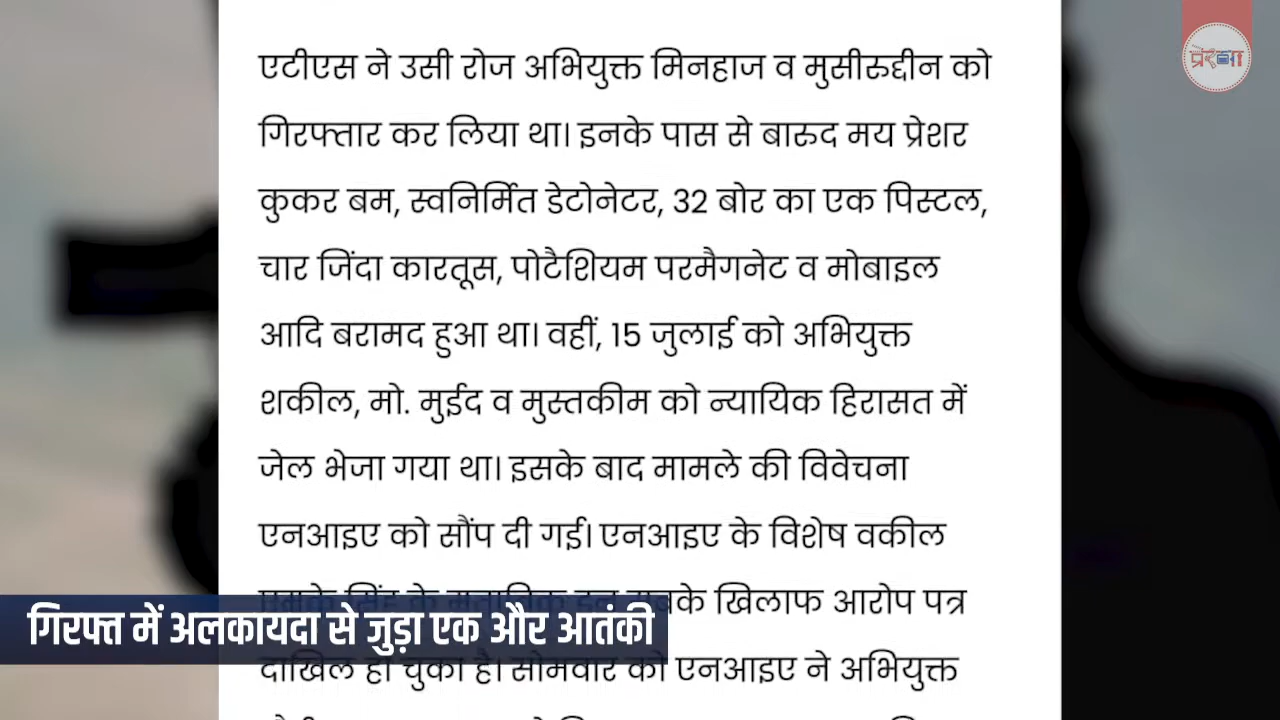 प्रेरणा
एटीएस ने उसी रोज अभियुक्त मिनहाज व मुसीरुद्दीन को
गिरफ्तार कर लिया था। इनके पास से बारुद मय प्रेशर
कुकर बम, स्वनिर्मित डेटोनेटर, 32 बोर का एक पिस्टल,
चार जिंदा कारतूस, पोटैशियम परमैगनेट व मोबाइल
आदि बरामद हुआ था। वहीं, 15 जुलाई को अभियुक्त
शकील, मो. मुईद व मुस्तकीम को न्यायिक हिरासत में
जेल भेजा गया था। इसके बाद मामले की विवेचना
एनआइए को सौंप दी गई। एनआइए के विशेष वकील
खिलाफ आरोप पत्र
दाखिल हो चुका है। सोमवार को एनआइए ने अभियुक्त
गिरफ्त में अलकायदा से जुड़ा एक और आतंकी